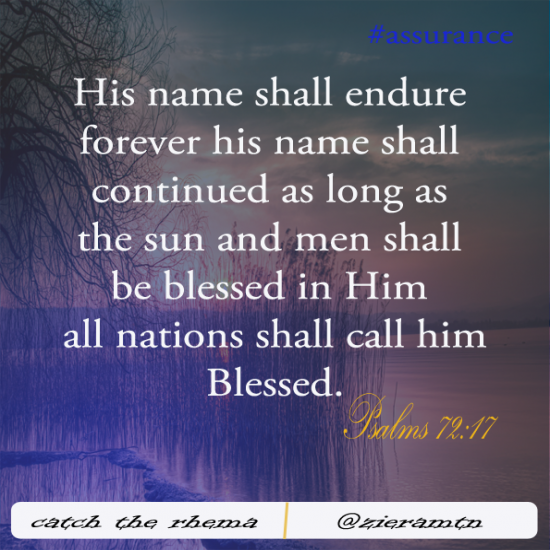 #assurance
His name shall endure
forever his name shall
continued as long as
the sun and men shall
be blessed in Him
all nations shall call him
Blessed.
Psalms 72:17
catch the rhema | @zieramtn